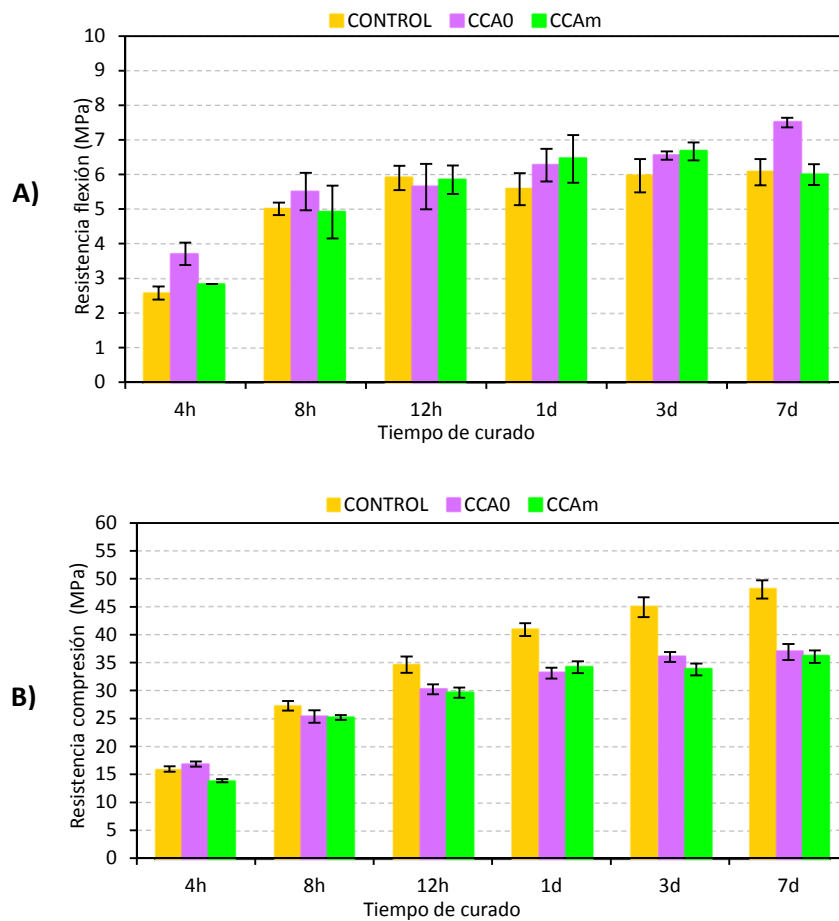 CONTROL CCA0 CCAm
10
9
8
7
6
5
4
3
2
1
0
Resistencia flexión (MPa)
A)
4h 8h 12h 1d 3d 7d
Tiempo de curado
CONTROL CCA0 CCAm
60
55
50
45
40
35
30
25
20
15
10
5
0
Resistencia compresión (MPa)
B)
4h 8h 12h 1d 3d 7d
Tiempo de curado